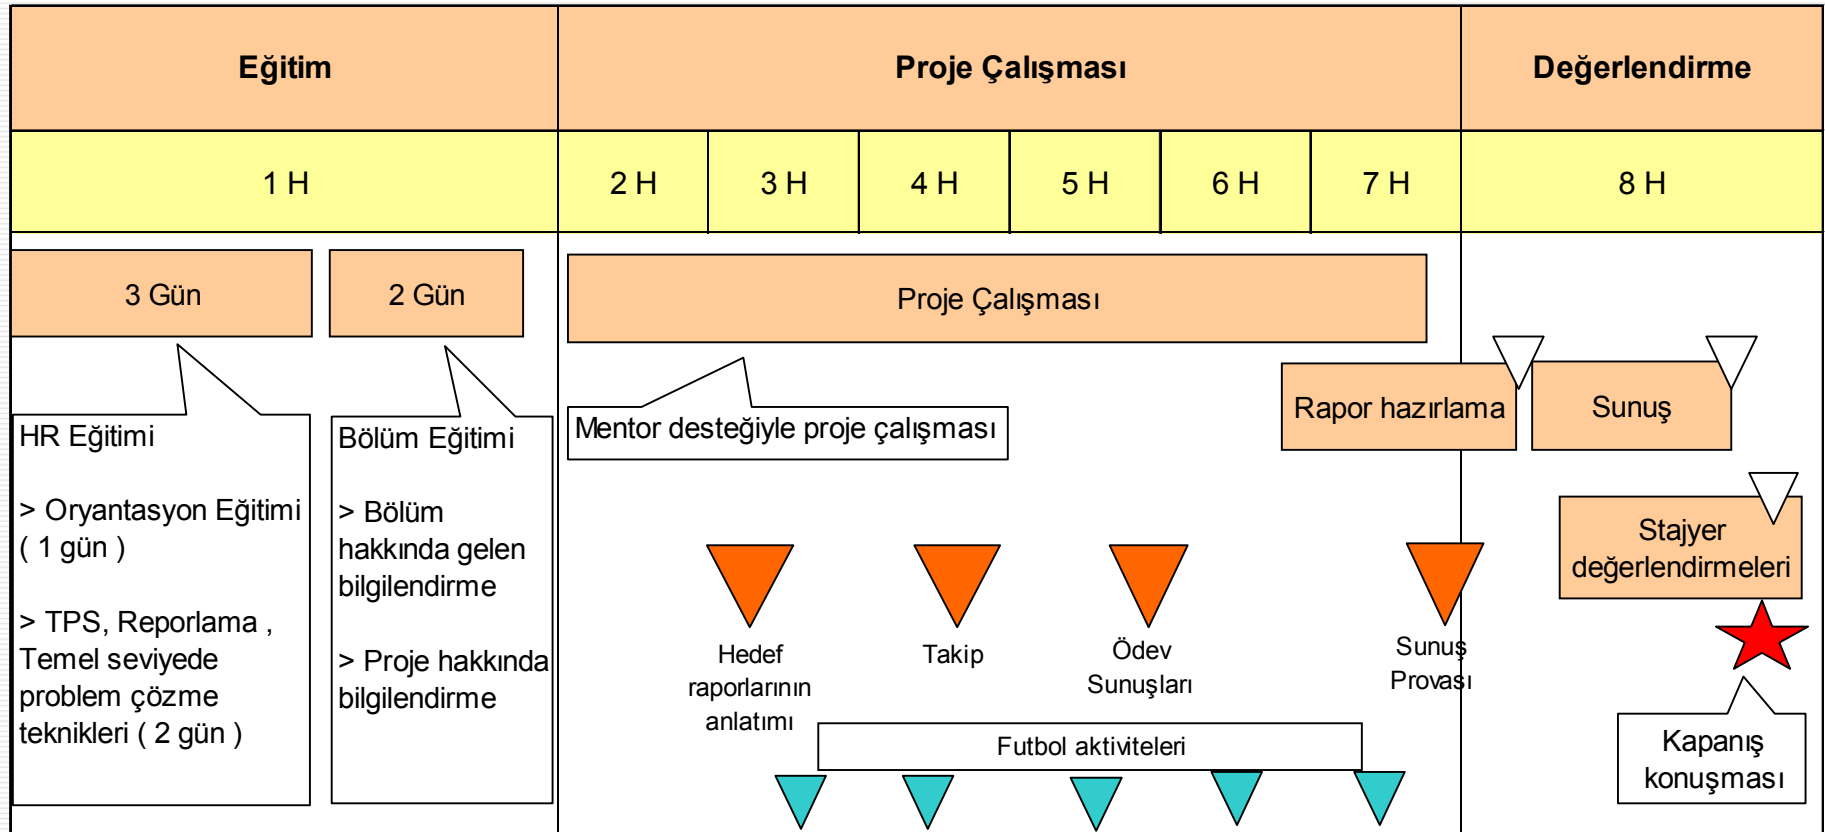 Eğitim
Proje Çalışması
Değerlendirme
1 H
2 H
3 H
4 H
5 H
6 H
7 H
8 H
3 Gün
2 Gün
Proje Çalışması
HR Eğitimi
> Oryantasyon Eğitimi
( 1 gün )
> TPS, Reporlama ,
Temel seviyede
problem çözme
teknikleri ( 2 gün )
Bölüm Eğitimi
> Bölüm
hakkında gelen
bilgilendirme
> Proje hakkında
bilgilendirme
Mentor desteğiyle proje çalışması
Rapor hazırlama
Sunuş
Stajyer
değerlendirmeleri
Hedef
raporlarının
anlatımı
Takip
Ödev
Sunuşları
Sunuş
Provası
Futbol aktiviteleri
Kapanış
konuşması